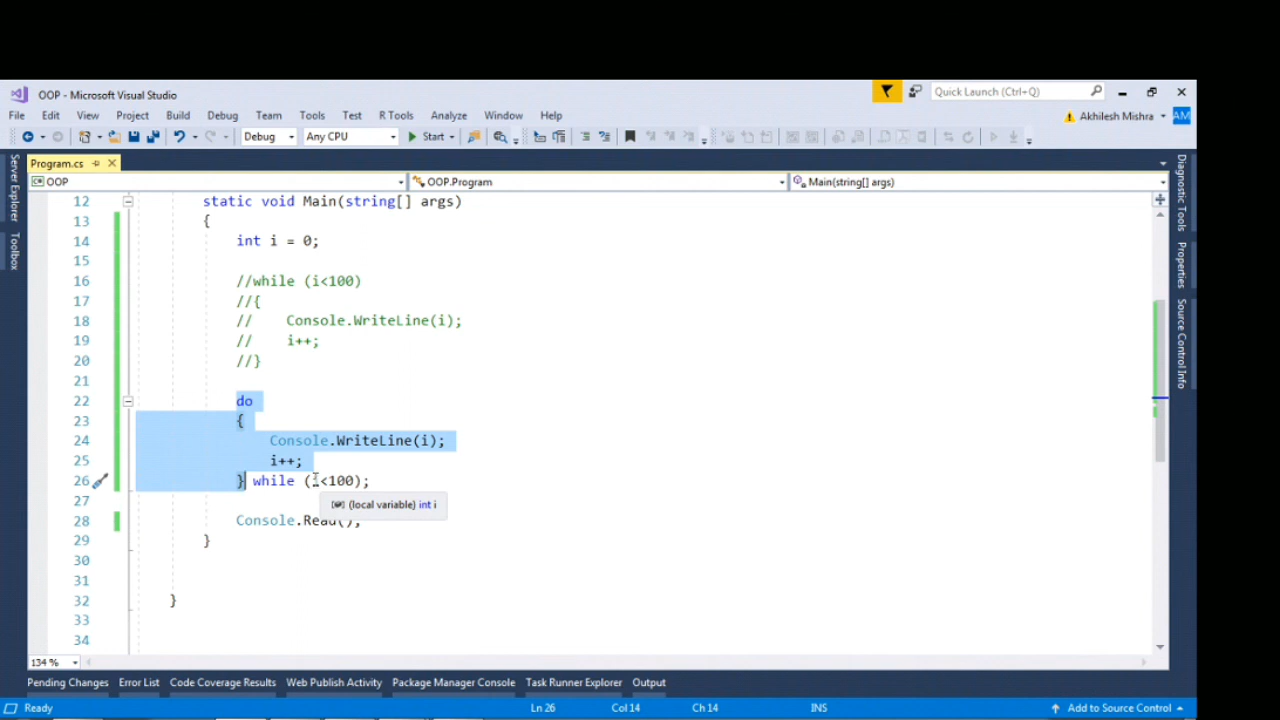 OOP - Microsoft Visual Studio
Quick Launch (Ctrl+Q)
File Edit View Project Build Debug Team Tools Test R Tools Analyze Window Help
Akhilesh Mishra AM
Debug Any CPU Start
Program.cs
OOP OOP.Program Main(string[] args)
Server Explorer
Toolbox
Diagnostic Tools
Properties
Source Control Info
12 static void Main(string[] args)
13 {
14 int i = 0;
15
16 //while (i<100)
17 //{
18 // Console.WriteLine(i);
19 // i++;
20 //}
21
22 do
23 {
24 Console.WriteLine(i);
25 i++;
26 } while (i<100);
27 (local variable) int i
28 Console.Read();
29 }
30
31
32 }
33
34
134 %
Pending Changes Error List Code Coverage Results Web Publish Activity Package Manager Console Task Runner Explorer Output
Ready Ln 26 Col 14 Ch 14 INS Add to Source Control